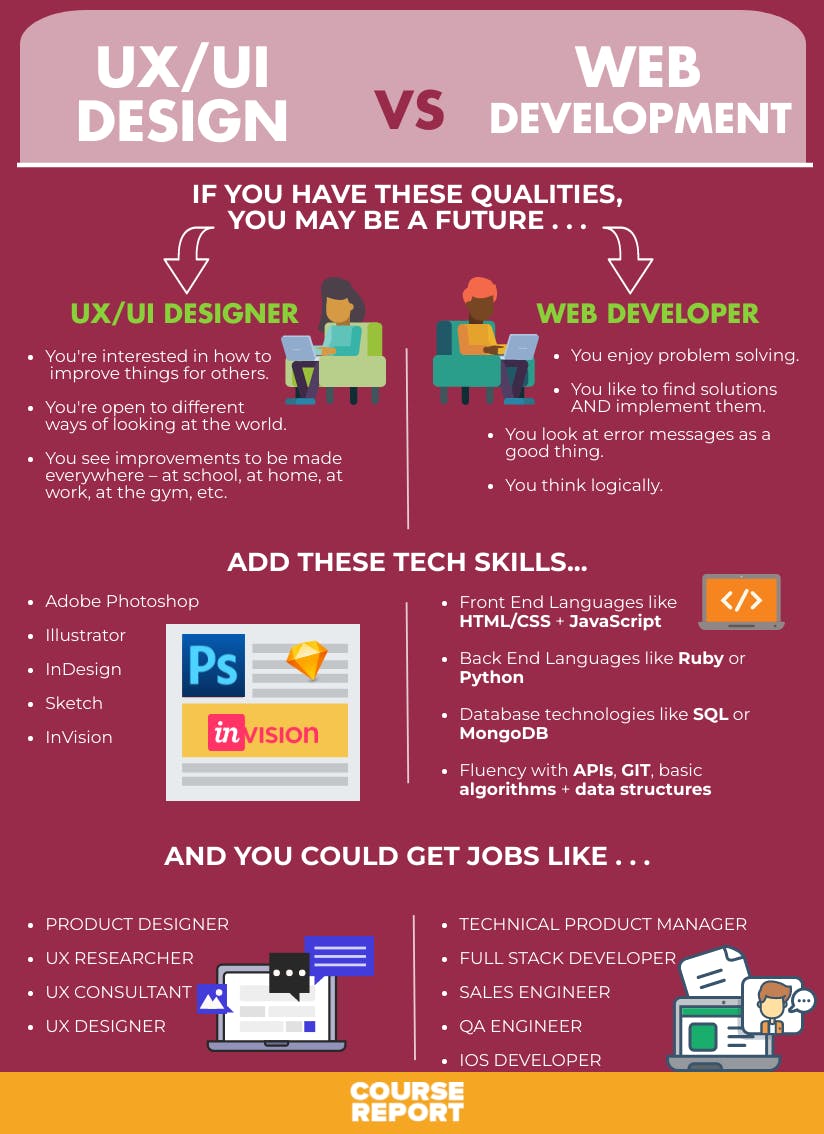 UX/UI
DESIGN
VS
WEB
DEVELOPMENT
IF YOU HAVE THESE QUALITIES,
YOU MAY BE A FUTURE . . .
UX/UI DESIGNER
• You're interested in how to
improve things for others.
• You're open to different
ways of looking at the world.
• You see improvements to be made
everywhere – at school, at home, at
work, at the gym, etc.
WEB DEVELOPER
• You enjoy problem solving.
• You like to find solutions
AND implement them.
• You look at error messages as a
good thing.
• You think logically.
ADD THESE TECH SKILLS...
• Adobe Photoshop
• Illustrator
• InDesign
• Sketch
• InVision
Ps
inVISION
• Front End Languages like
HTML/CSS + JavaScript
• Back End Languages like Ruby or
Python
• Database technologies like SQL or
MongoDB
• Fluency with APIs, GIT, basic
algorithms + data structures
</>
AND YOU COULD GET JOBS LIKE . . .
• PRODUCT DESIGNER
• UX RESEARCHER
• UX CONSULTANT
• UX DESIGNER
• TECHNICAL PRODUCT MANAGER
• FULL STACK DEVELOPER
• SALES ENGINEER
• QA ENGINEER
• IOS DEVELOPER
COURSE
REPORT